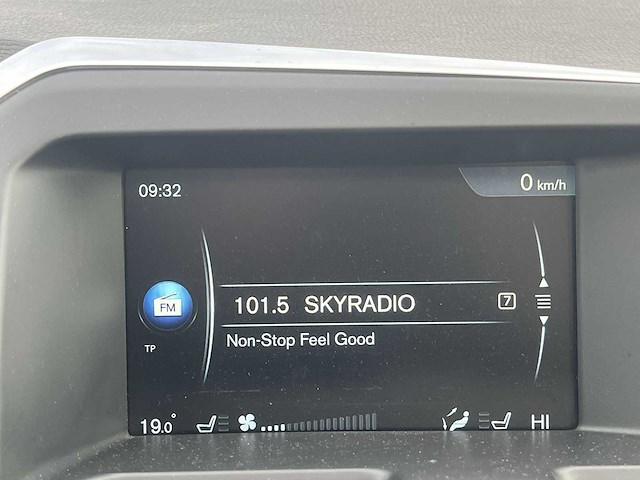 09:32
0 km/h
FM
101.5 SKYRADIO 7
TP
Non-Stop Feel Good
19.0° HI